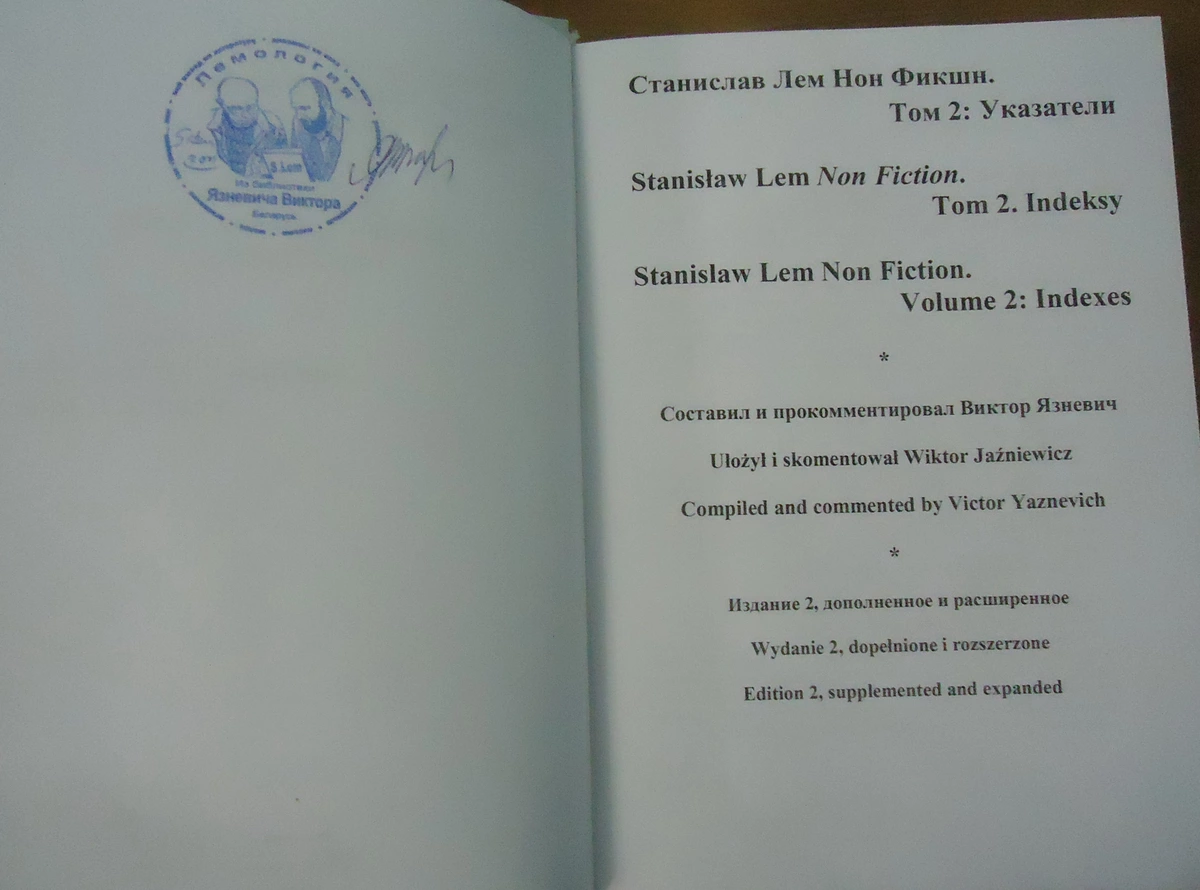 Лемология
S.Lem
Из библиотеки
Язневича Виктора
Беларусь
Станислав Лем Нон Фикшн.
Том 2: Указатели
Stanisław Lem Non Fiction.
Tom 2. Indeksy
Stanislaw Lem Non Fiction.
Volume 2: Indexes
*
Составил и прокомментировал Виктор Язневич
Ułożył i skomentował Wiktor Jaźniewicz
Compiled and commented by Victor Yaznevich
*
Издание 2, дополненное и расширенное
Wydanie 2, dopełnione i rozszerzone
Edition 2, supplemented and expanded